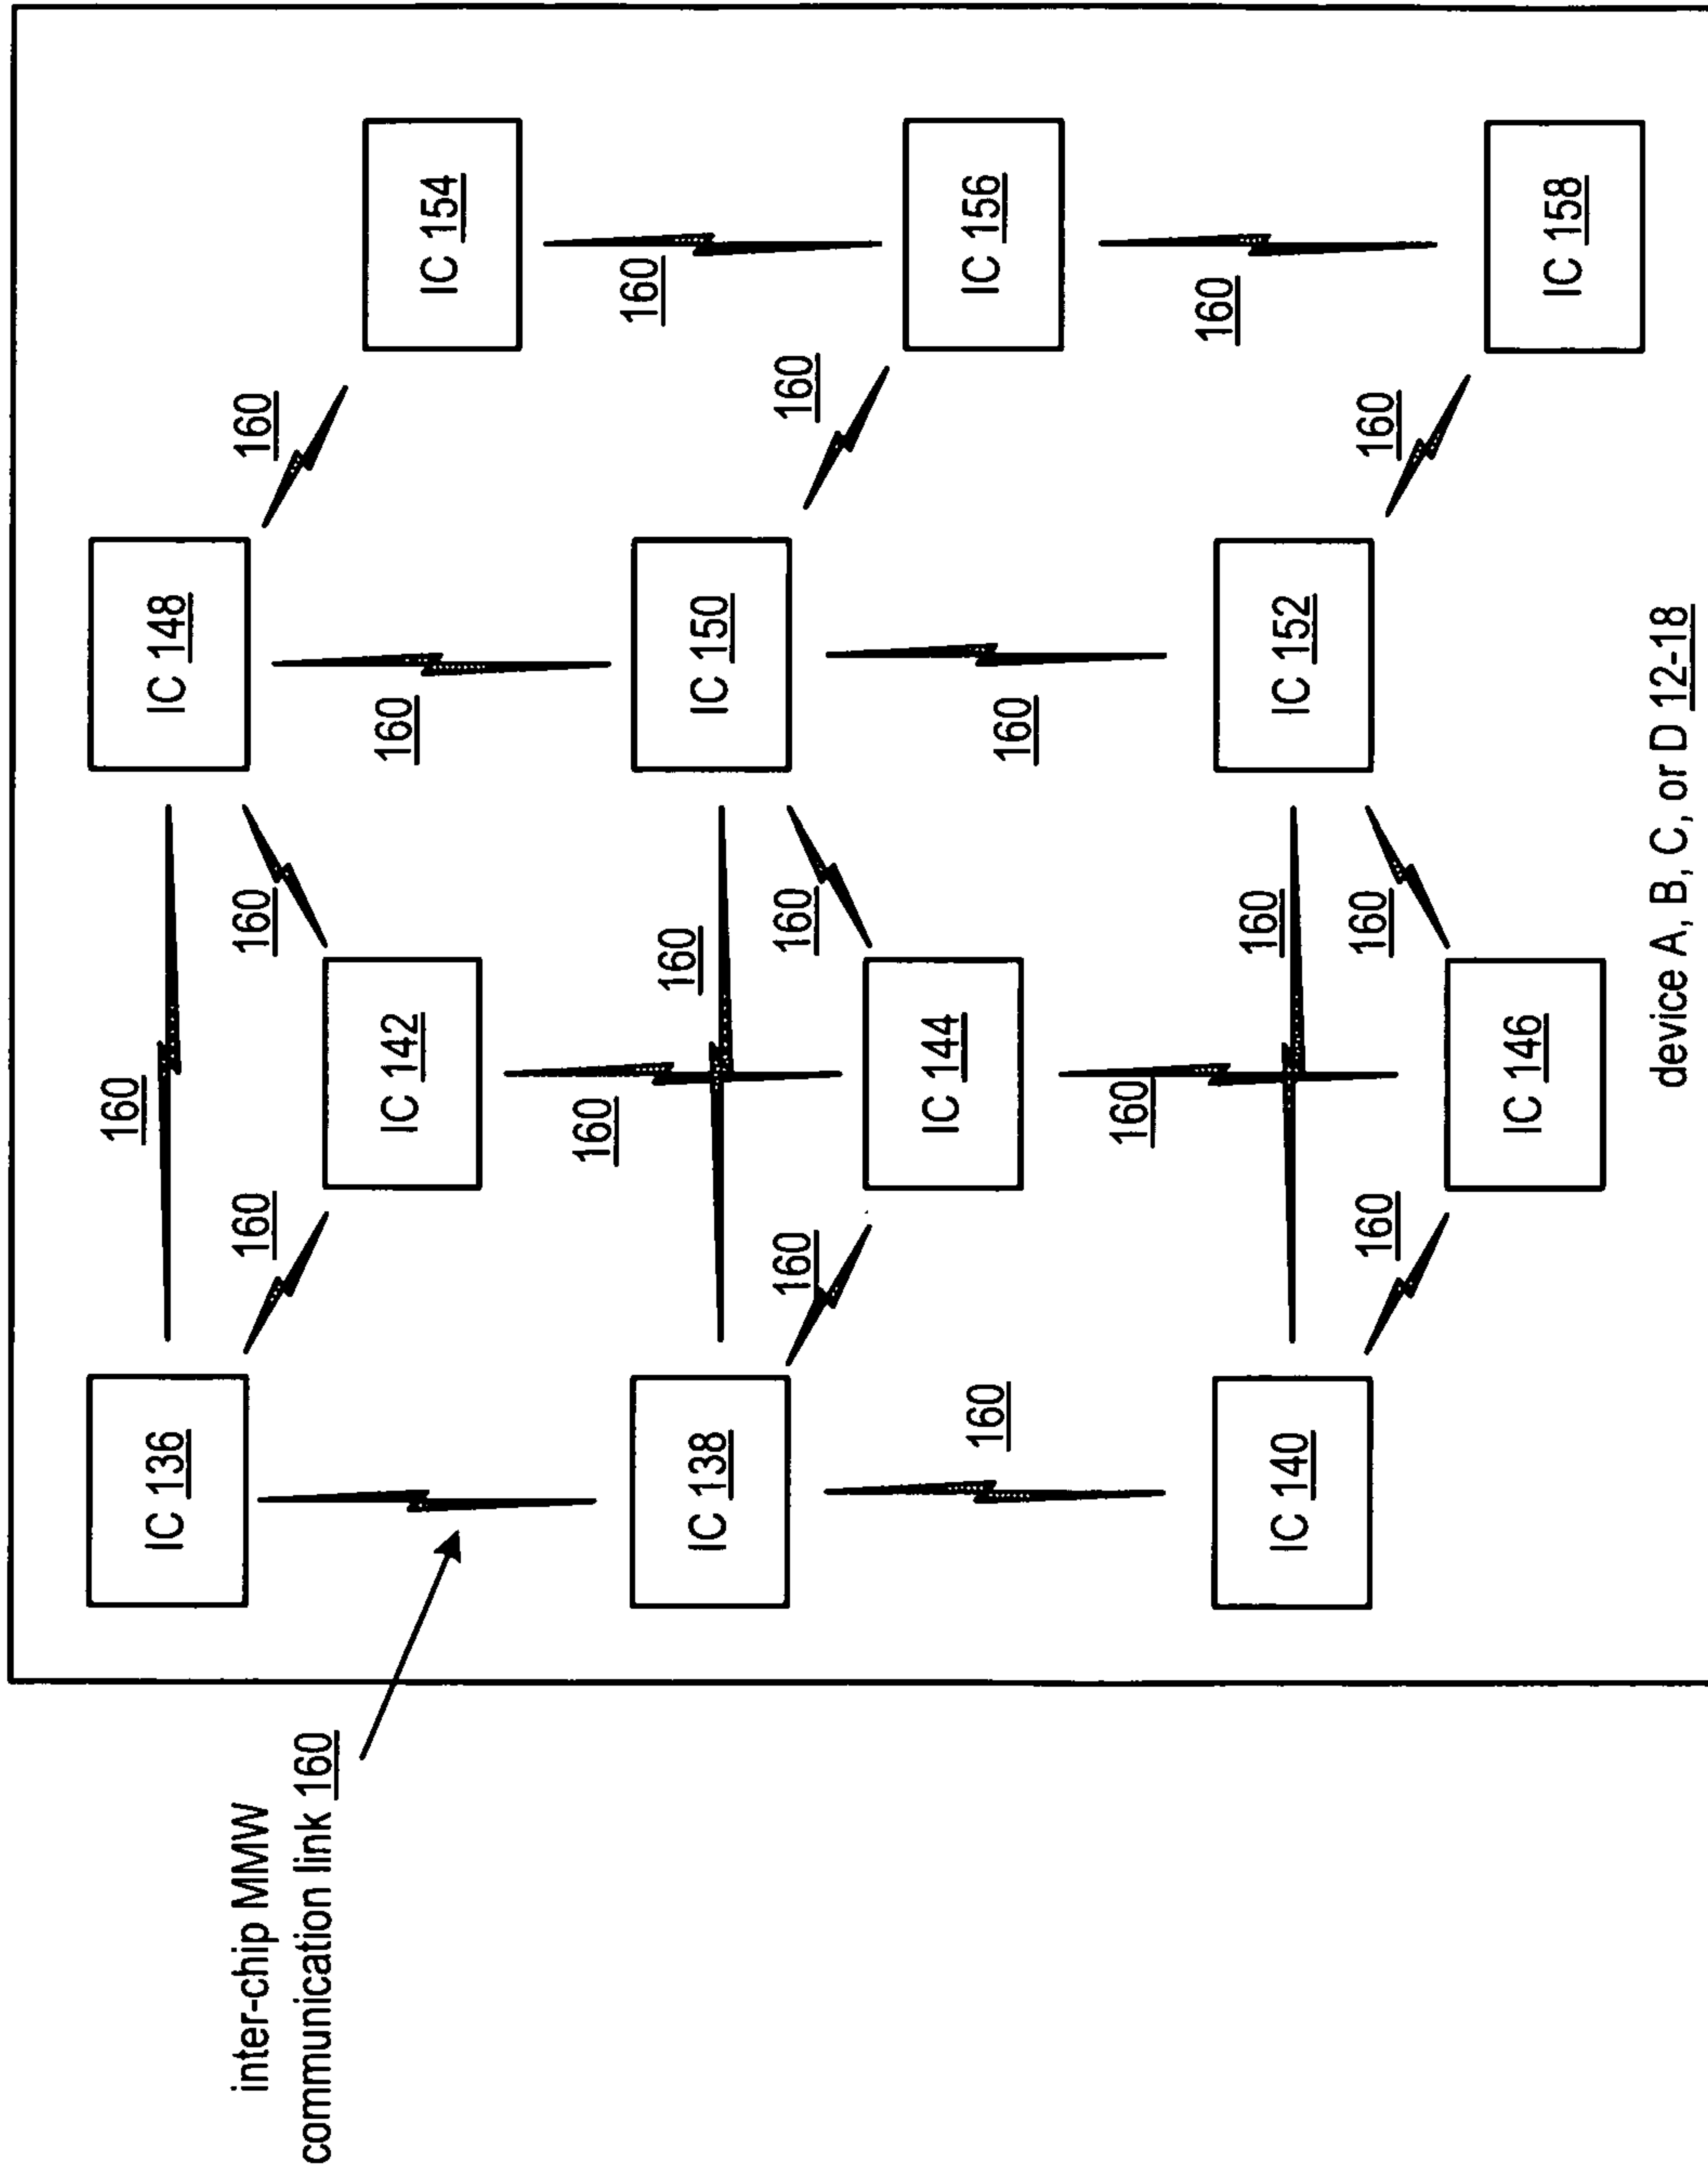 160
IC 136
IC 148
inter-chip MMW
communication link 160
160
160
160
IC 142
160
IC 154
160
160
160
IC 138
IC 150
160
160
160
IC 144
IC 156
160
160
160
160
160
IC 140
IC 152
160
160
160
IC 146
IC 158
device A, B, C, or D 12-18